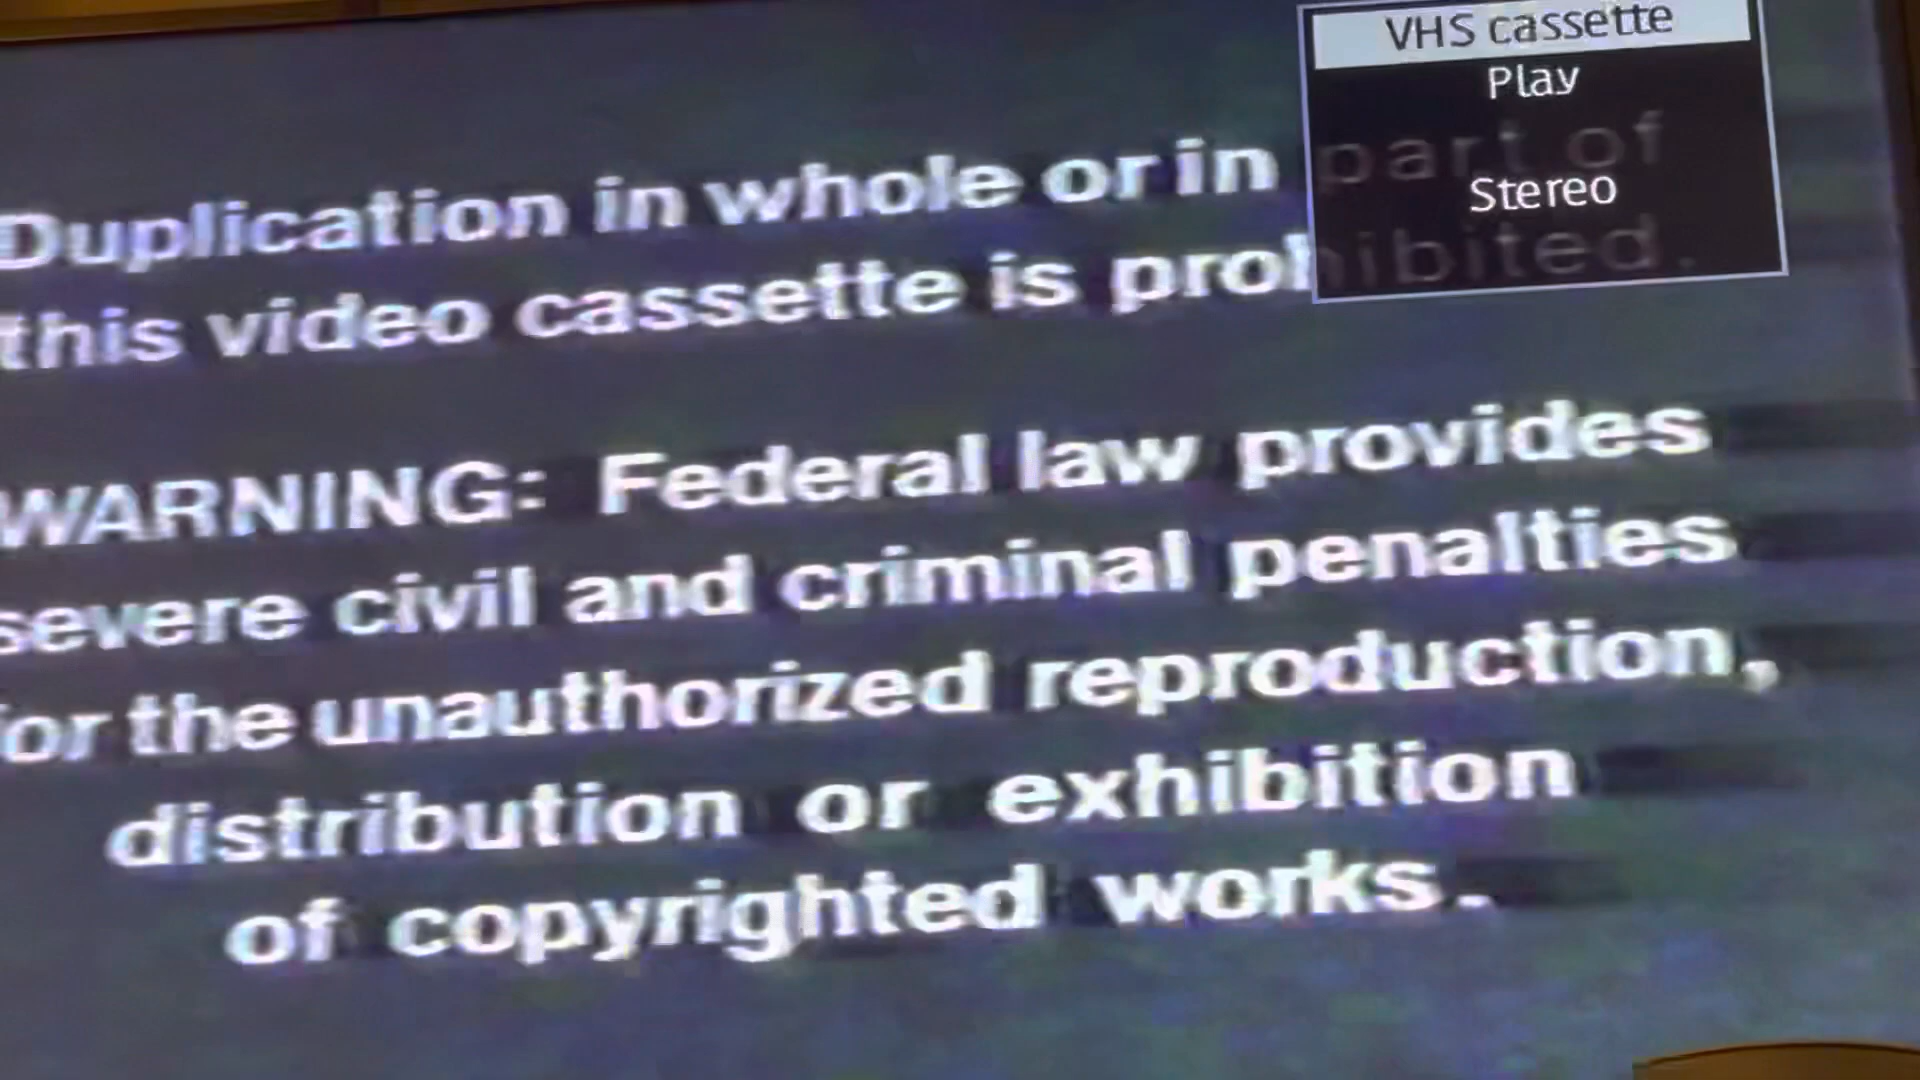 VHS cassette
Play
Stereo
Duplication in whole or in part of
this video cassette is prohibited.
WARNING: Federal law provides
severe civil and criminal penalties
for the unauthorized reproduction,
distribution or exhibition
of copyrighted works.